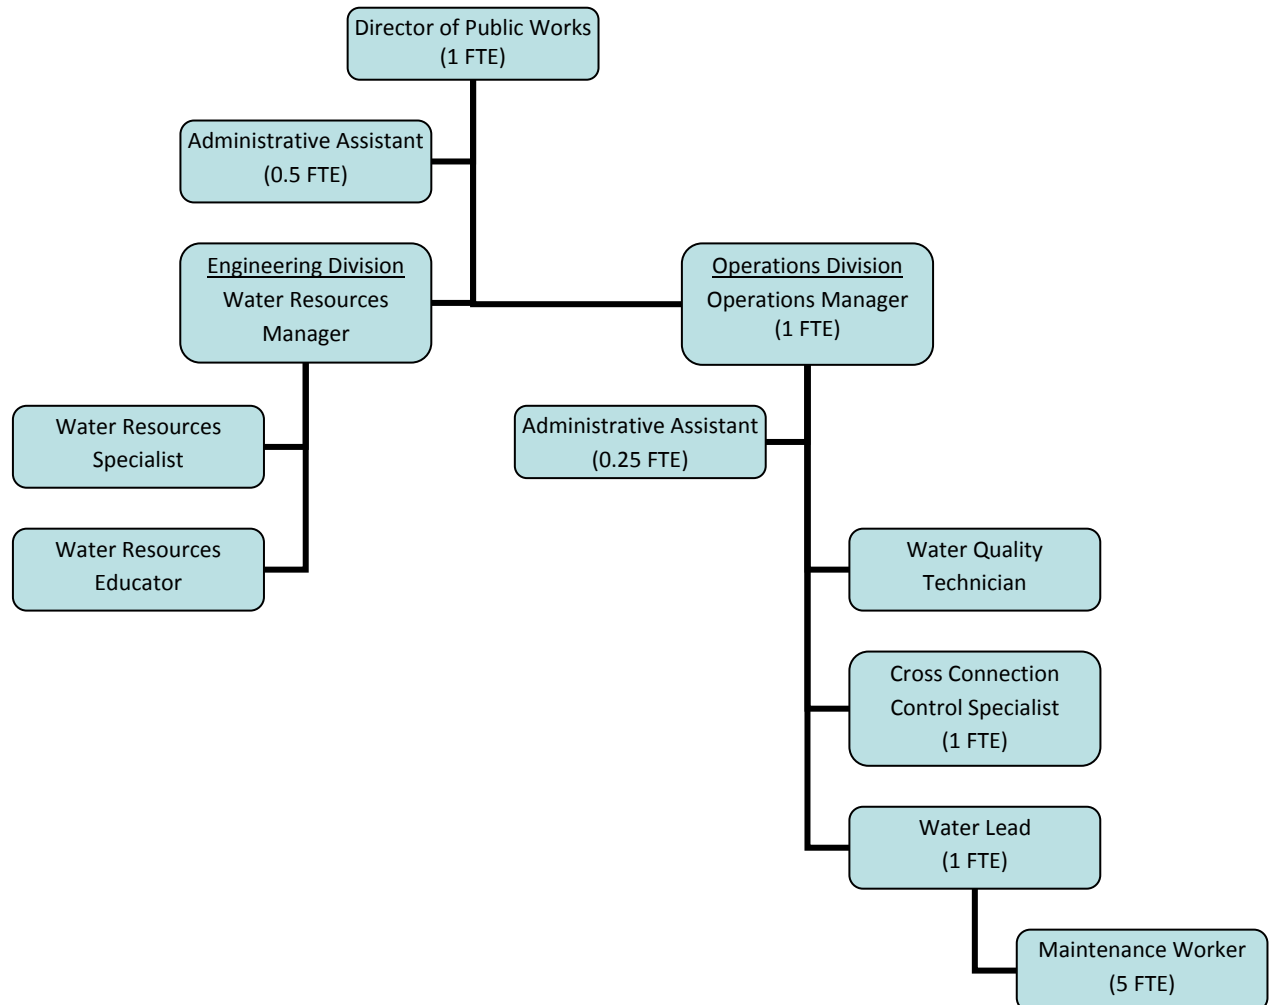 Director of Public Works
(1 FTE)
Administrative Assistant
(0.5 FTE)
Engineering Division
Water Resources
Manager
Operations Division
Operations Manager
(1 FTE)
Water Resources
Specialist
Administrative Assistant
(0.25 FTE)
Water Resources
Educator
Water Quality
Technician
Cross Connection
Control Specialist
(1 FTE)
Water Lead
(1 FTE)
Maintenance Worker
(5 FTE)